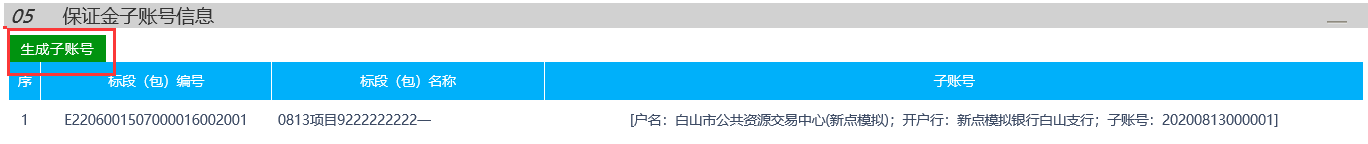 05 保证金子账号信息
生成子账号
序 标段（包）编号 标段（包）名称 子账号
1 E2206001507000016002001 0813项目9222222222— [户名：白山市公共资源交易中心(新点模拟)；开户行：新点模拟银行白山支行；子账号：20200813000001]